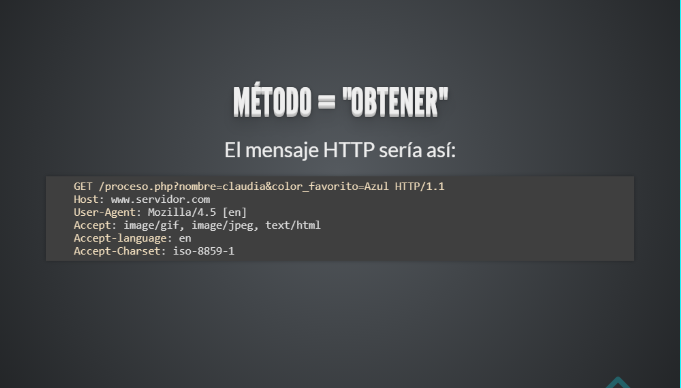 MÉTODO = "OBTENER"
El mensaje HTTP sería así:
GET /proceso.php?nombre=claudia&color_favorito=Azul HTTP/1.1
Host: www.servidor.com
User-Agent: Mozilla/4.5 [en]
Accept: image/gif, image/jpeg, text/html
Accept-language: en
Accept-Charset: iso-8859-1